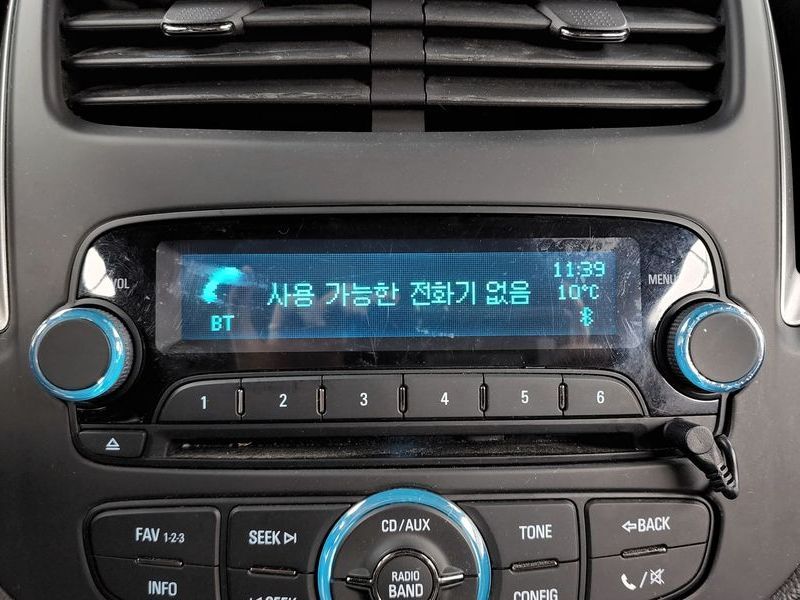 VOL
사용 가능한 전화기 없음
11:39
10°C
BT
MENU
1 2 3 4 5 6
FAV 1-2-3
SEEK
CD/AUX
TONE
BACK
INFO
SEEK
RADIO
BAND
CONFIG